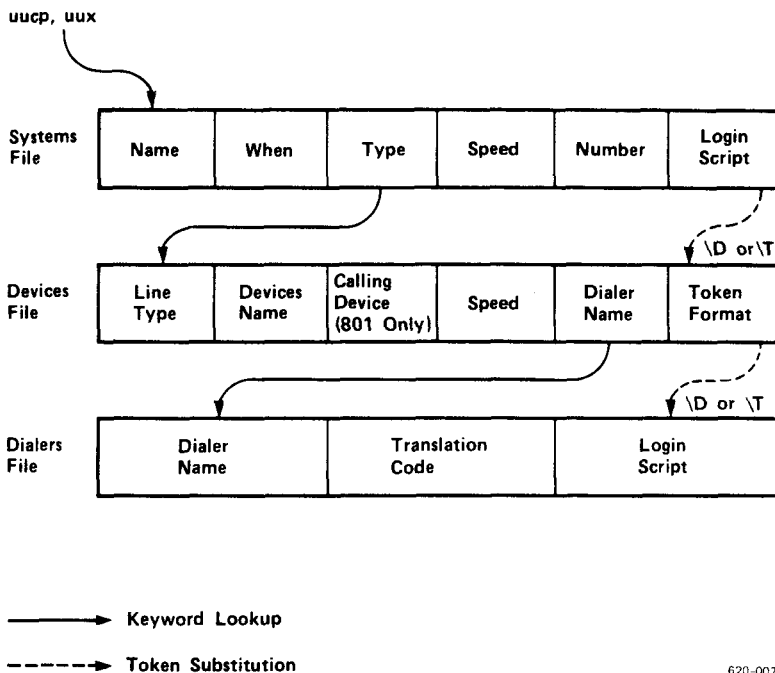 uucp, uux
Systems
File
Name
When
Type
Speed
Number
Login
Script
\D or\T
Devices
File
Line
Type
Devices
Name
Calling
Device
(801 Only)
Speed
Dialer
Name
Token
Format
\D or \T
Dialers
File
Dialer
Name
Translation
Code
Login
Script
Keyword Lookup
Token Substitution
620-007